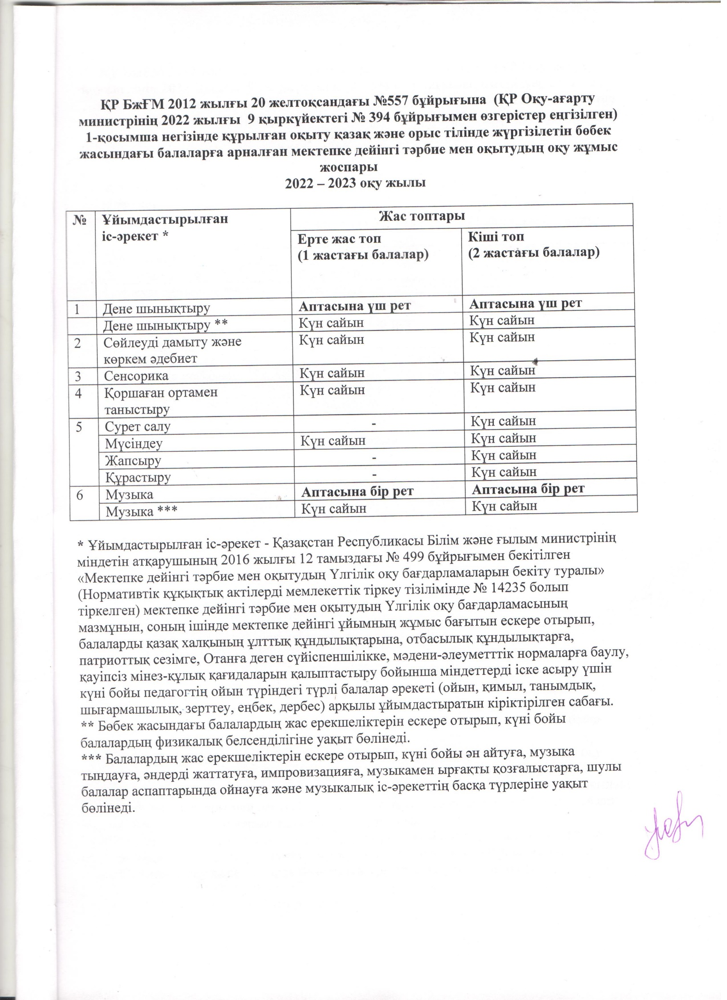 ҚР БжҒМ 2012 жылғы 20 желтоқсандағы №557 бұйрығына (ҚР Оқу-ағарту
министрінің 2022 жылғы 9 қыркүйектегі № 394 бұйрығымен өзгерістер еңгізілген)
1-қосымша негізінде құрылған оқыту қазақ және орыс тілінде жүргізілетін бөбек
жасындағы балаларға арналған мектепке дейінгі тәрбие мен оқытудың оқу жұмыс
жоспары
2022 – 2023 оқу жылы
№ Ұйымдастырылған Жас топтары
іс-әрекет *
Ерте жас топ Кіші топ
(1 жастағы балалар) (2 жастағы балалар)
1 Дене шынықтыру Аптасына үш рет Аптасына үш рет
Дене шынықтыру ** Күн сайын Күн сайын
2 Сөйлеуді дамыту және Күн сайын Күн сайын
көркем әдебиет
3 Сенсорика Күн сайын Күн сайын
4 Қоршаған ортамен Күн сайын Күн сайын
таныстыру
5 Сурет салу - Күн сайын
Мүсіндеу Күн сайын Күн сайын
Жапсыру - Күн сайын
Құрастыру - Күн сайын
6 Музыка Аптасына бір рет Аптасына бір рет
Музыка *** Күн сайын Күн сайын
* Ұйымдастырылған іс-әрекет - Қазақстан Республикасы Білім және ғылым министрінің
міндетін атқарушының 2016 жылғы 12 тамыздағы № 499 бұйрығымен бекітілген
«Мектепке дейінгі тәрбие мен оқытудың Үлгілік оқу бағдарламаларын бекіту туралы»
(Нормативтік құқықтық актілерді мемлекеттік тіркеу тізілімінде № 14235 болып
тіркелген) мектепке дейінгі тәрбие мен оқытудың Үлгілік оқу бағдарламасының
мазмұнын, соның ішінде мектепке дейінгі ұйымның жұмыс бағытын ескере отырып,
балаларды қазақ халқының ұлттық құндылықтарына, отбасылық құндылықтарға,
патриоттық сезімге, Отанға деген сүйіспеншілікке, мәдени-әлеуметттік нормаларға баулу,
қауіпсіз мінез-құлық қағидаларын қалыптастыру бойынша міндеттерді іске асыру үшін
күні бойы педагогтің ойын түріндегі түрлі балалар әрекеті (ойын, қимыл, танымдық,
шығармашылық, зерттеу, еңбек, дербес) арқылы ұйымдастыратын кіріктірілген сабағы.
** Бөбек жасындағы балалардың жас ерекшеліктерін ескере отырып, күні бойы
балалардың физикалық белсенділігіне уақыт бөлінеді.
*** Балалардың жас ерекшеліктерін ескере отырып, күні бойы ән айтуға, музыка
тыңдауға, әндерді жаттатуға, импровизацияға, музыкамен ырғақты қозғалыстарға, шулы
балалар аспаптарында ойнауға және музыкалық іс-әрекеттің басқа түрлеріне уақыт
бөлінеді.